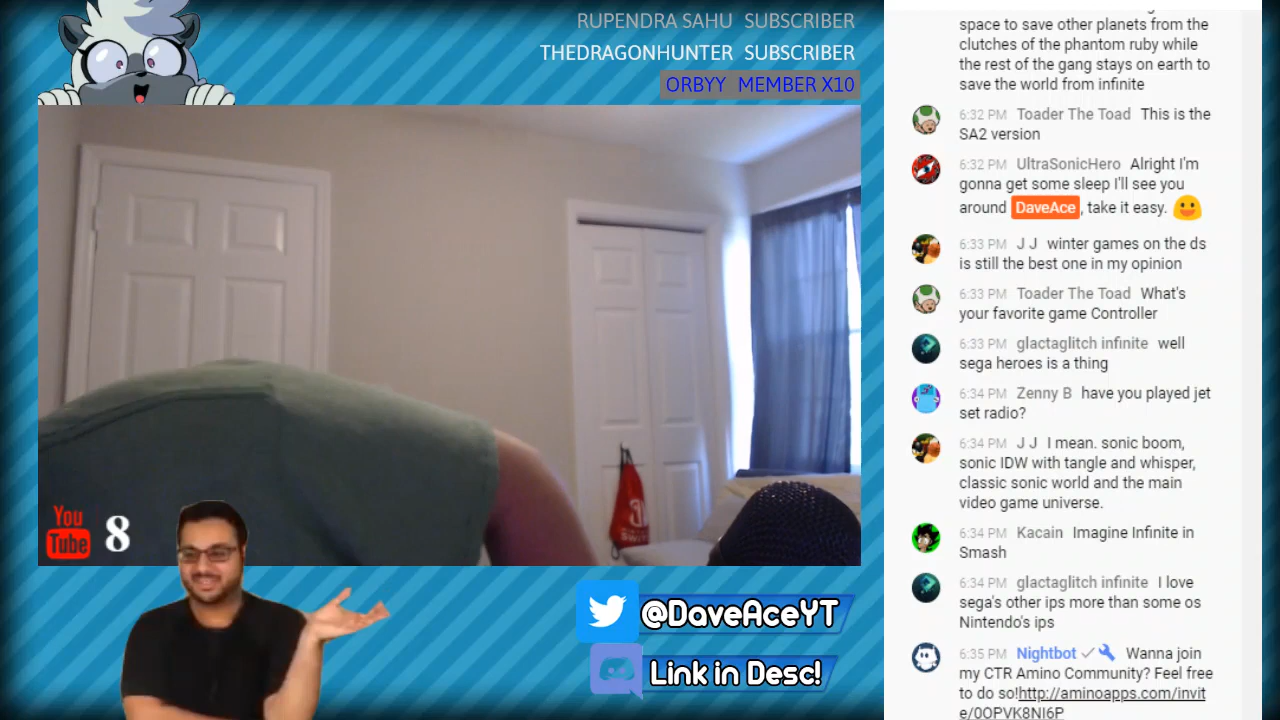 RUPENDRA SAHU SUBSCRIBER
THEDRAGONHUNTER SUBSCRIBER
ORBYY MEMBER X10
You
Tube 8
@DaveAceYT
Link in Desc!
space to save other planets from the
clutches of the phantom ruby while
the rest of the gang stays on earth to
save the world from infinite
6:32 PM Toader The Toad This is the
SA2 version
6:32 PM UltraSonicHero Alright I'm
gonna get some sleep I'll see you
around DaveAce, take it easy.
6:33 PM J J winter games on the ds
is still the best one in my opinion
6:33 PM Toader The Toad What's
your favorite game Controller
6:33 PM glactaglitch infinite well
sega heroes is a thing
6:34 PM Zenny B have you played jet
set radio?
6:34 PM J J I mean. sonic boom,
sonic IDW with tangle and whisper,
classic sonic world and the main
video game universe.
6:34 PM Kacain Imagine Infinite in
Smash
6:34 PM glactaglitch infinite I love
sega's other ips more than some os
Nintendo's ips
6:35 PM Nightbot Wanna join
my CTR Amino Community? Feel free
to do so!http://aminoapps.com/invit
e/0OPVK8NI6P